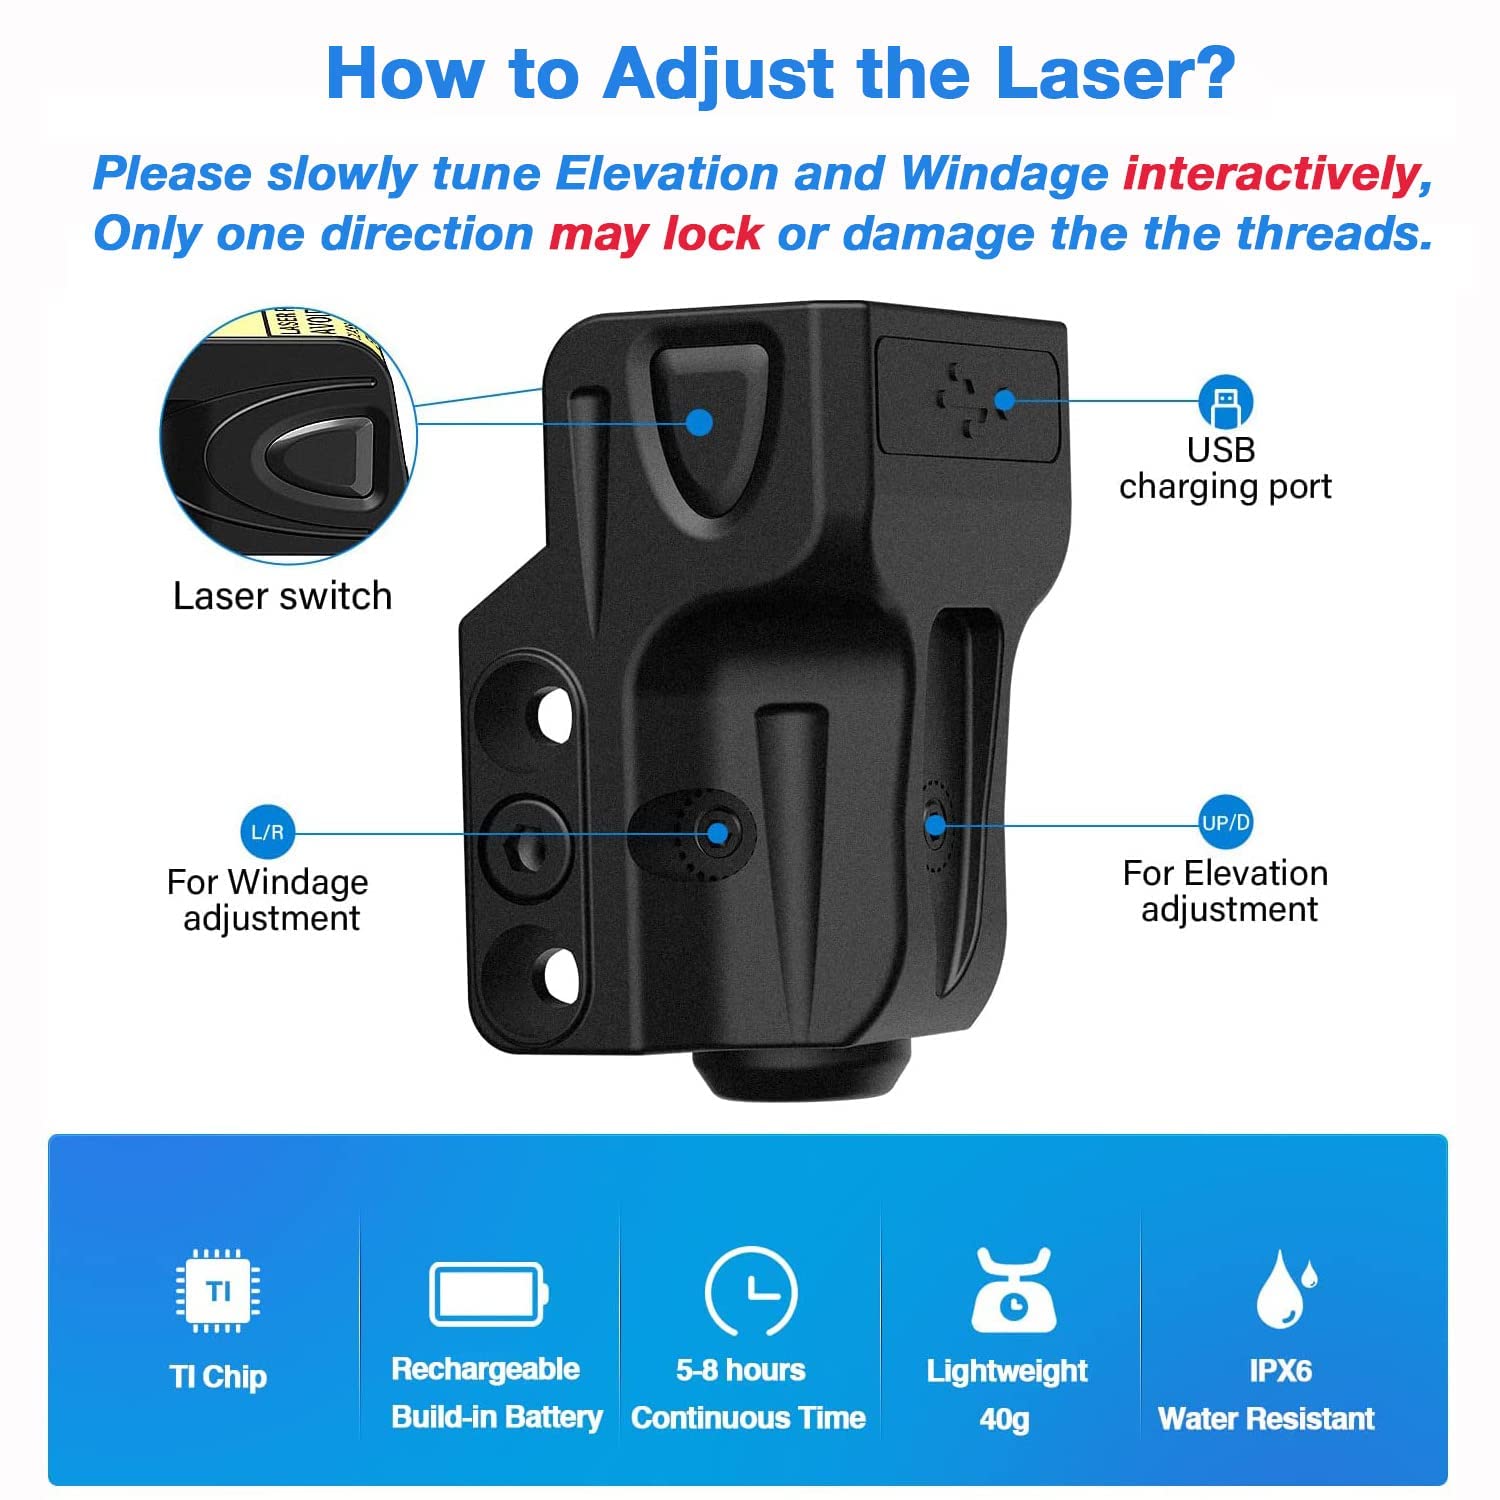 How to Adjust the Laser?
Please slowly tune Elevation and Windage interactively,
Only one direction may lock or damage the the threads.
LASER
AVOID
Laser switch
USB
charging port
L/R
For Windage
adjustment
UP/D
For Elevation
adjustment
TI
TI Chip
Rechargeable
Build-in Battery
5-8 hours
Continuous Time
Lightweight
40g
IPX6
Water Resistant